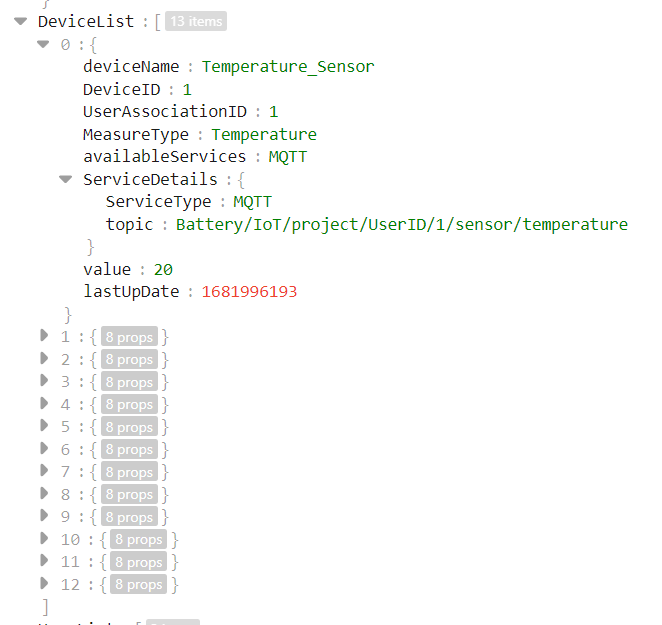 }
DeviceList : [ 13 items
0 : {
deviceName : Temperature_Sensor
DeviceID : 1
UserAssociationID : 1
MeasureType : Temperature
availableServices : MQTT
ServiceDetails : {
ServiceType : MQTT
topic : Battery/IoT/project/UserID/1/sensor/temperature
}
value : 20
lastUpDate : 1681996193
}
1 : { 8 props }
2 : { 8 props }
3 : { 8 props }
4 : { 8 props }
5 : { 8 props }
6 : { 8 props }
7 : { 8 props }
8 : { 8 props }
9 : { 8 props }
10 : { 8 props }
11 : { 8 props }
12 : { 8 props }
]